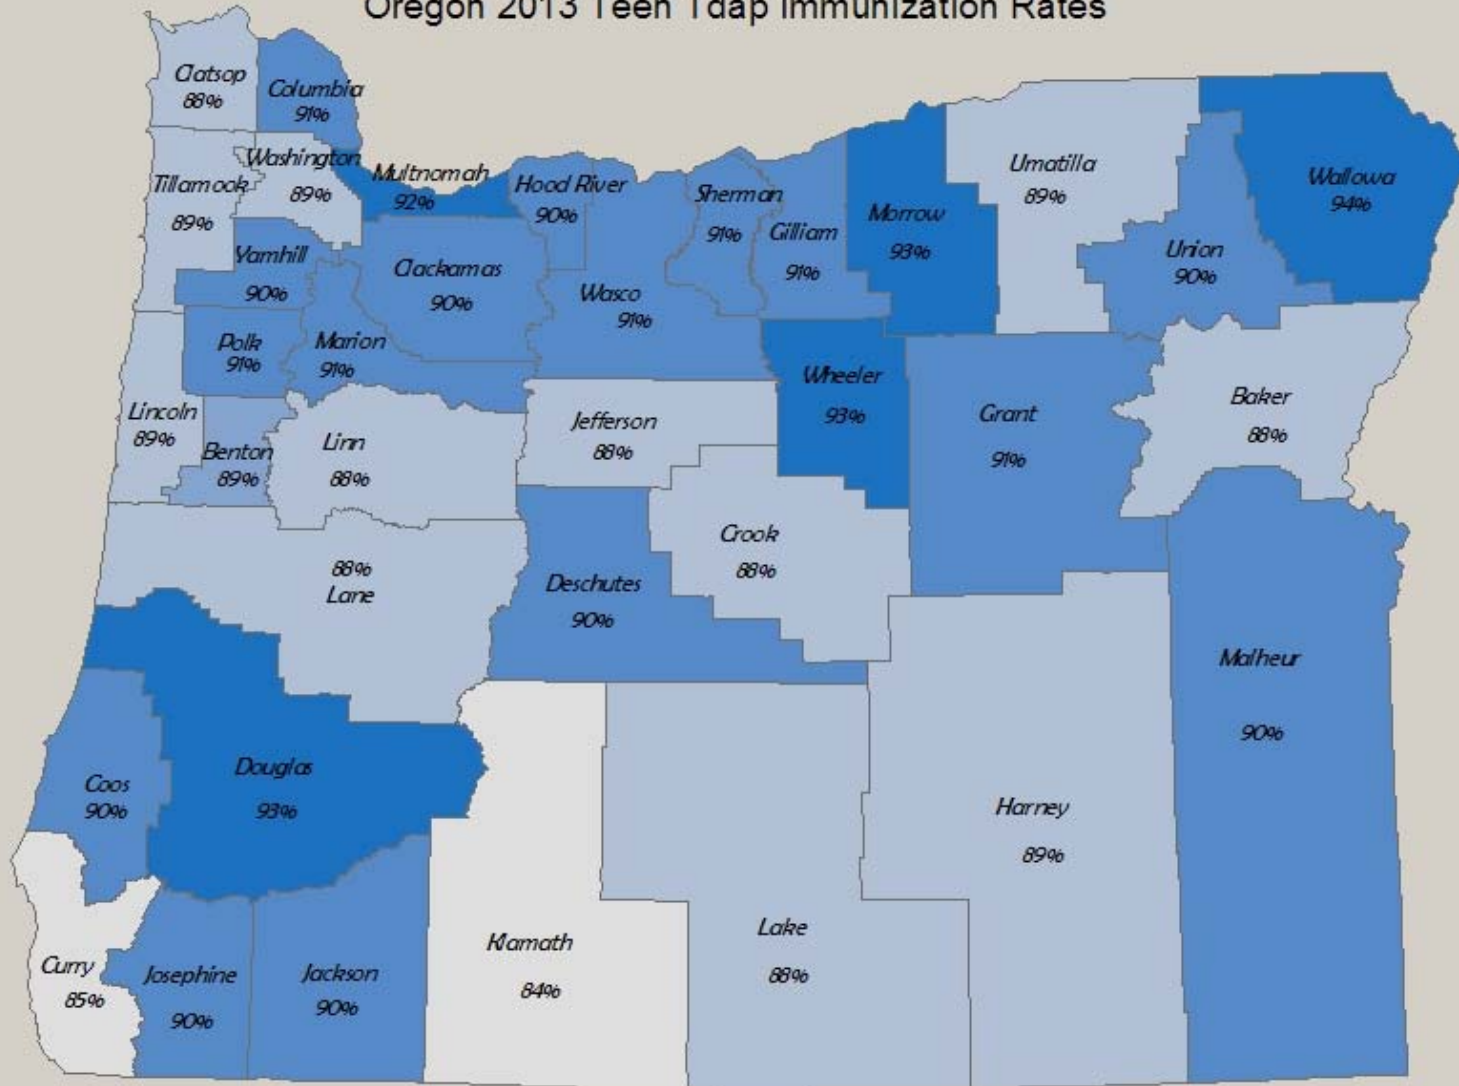 Oregon 2013 Teen Tdap Immunization Rates
Clatsop
88%
Columbia
91%
Washington
89%
Tillamook
89%
Multnomah
92%
Hood River
90%
Sherman
91%
Gilliam
91%
Morrow
93%
Umatilla
89%
Wallowa
94%
Union
90%
Yamhill
90%
Clackamas
90%
Wasco
91%
Polk
91%
Marion
91%
Wheeler
93%
Grant
91%
Baker
88%
Lincoln
89%
Benton
89%
Linn
88%
Jefferson
88%
Crook
88%
88%
Lane
Deschutes
90%
Malheur
90%
Coos
90%
Douglas
93%
Harney
89%
Curry
85%
Josephine
90%
Jackson
90%
Klamath
84%
Lake
88%